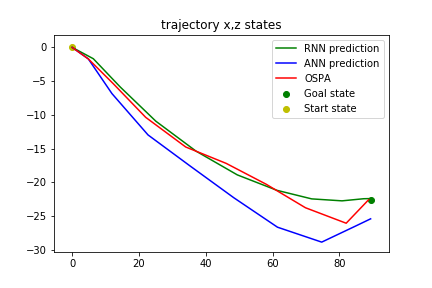 trajectory x,z states
RNN prediction
ANN prediction
OSPA
Goal state
Start state
0
−5
−10
−15
−20
−25
−30
0 20 40 60 80